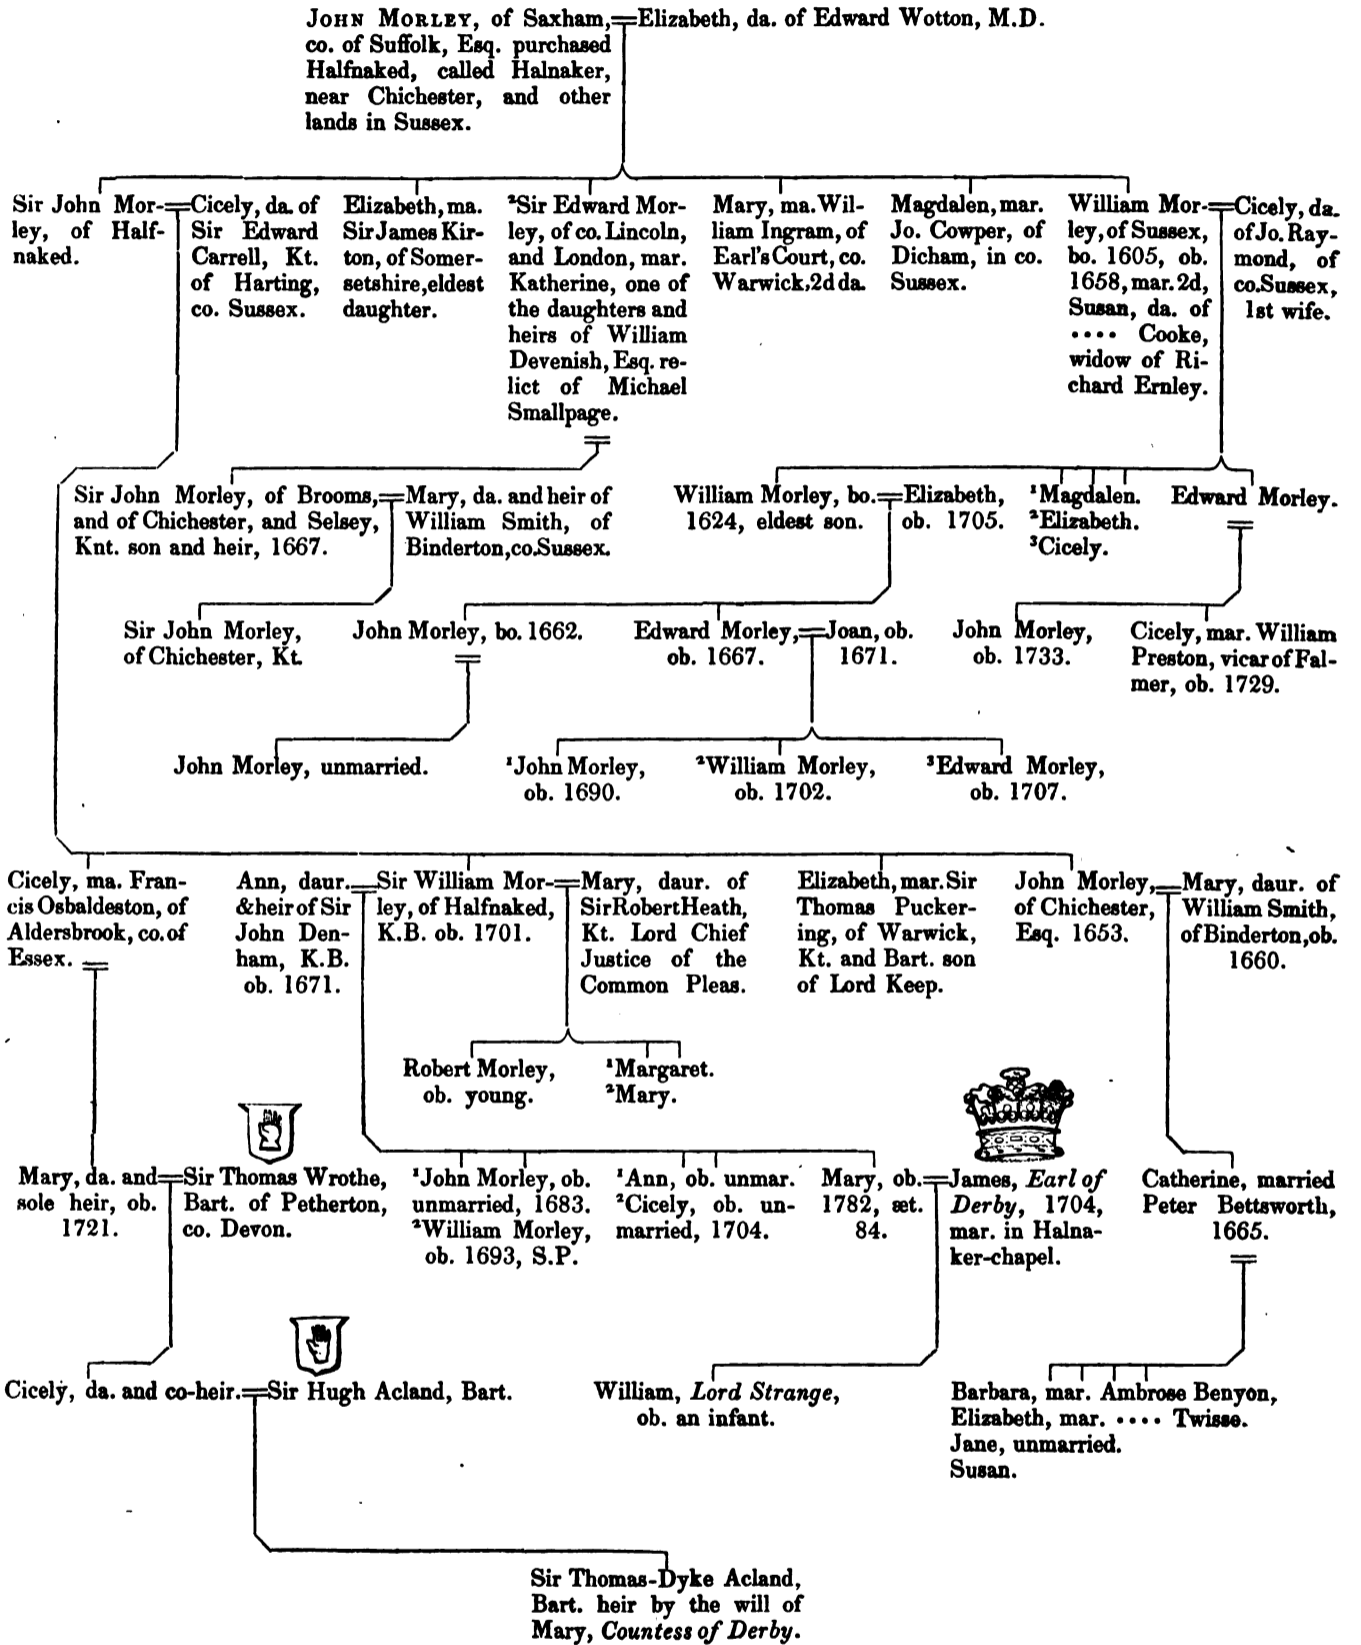 JOHN MORLEY, of Saxham,
co. of Suffolk, Esq. purchased
Halfnaked, called Halnaker,
near Chichester, and other
lands in Sussex.
Elizabeth, da. of Edward Wotton, M.D.
Sir John Mor-
ley, of Half-
naked.
Cicely, da. of
Sir Edward
Carrell, Kt.
of Harting,
co. Sussex.
Elizabeth, ma.
Sir James Kir-
ton, of Somer-
setshire, eldest
daughter.
²Sir Edward Mor-
ley, of co. Lincoln,
and London, mar.
Katherine, one of
the daughters and
heirs of William
Devenish, Esq. re-
lict of Michael
Smallpage.
Mary, ma. Wil-
liam Ingram, of
Earl's Court, co.
Warwick, 2d da.
Magdalen, mar.
Jo. Cowper, of
Dicham, in co.
Sussex.
William Mor-
ley, of Sussex,
bo. 1605, ob.
1658, mar. 2d,
Susan, da. of
.... Cooke,
widow of Ri-
chard Ernley.
Cicely, da.
of Jo. Ray-
mond, of
co. Sussex,
1st wife.
Sir John Morley, of Brooms,
and of Chichester, and Selsey,
Knt. son and heir, 1667.
Mary, da. and heir of
William Smith, of
Binderton, co. Sussex.
William Morley, bo.
1624, eldest son.
Elizabeth,
ob. 1705.
¹Magdalen.
²Elizabeth.
³Cicely.
Edward Morley.
Sir John Morley,
of Chichester, Kt.
John Morley, bo. 1662.
Edward Morley,
ob. 1667.
Joan, ob.
1671.
John Morley,
ob. 1733.
Cicely, mar. William
Preston, vicar of Fal-
mer, ob. 1729.
John Morley, unmarried.
¹John Morley,
ob. 1690.
²William Morley,
ob. 1702.
³Edward Morley,
ob. 1707.
Cicely, ma. Fran-
cis Osbaldeston, of
Aldersbrook, co. of
Essex.
Ann, daur.
& heir of Sir
John Den-
ham, K.B.
ob. 1671.
Sir William Mor-
ley, of Halfnaked,
K.B. ob. 1701.
Mary, daur. of
Sir Robert Heath,
Kt. Lord Chief
Justice of the
Common Pleas.
Elizabeth, mar. Sir
Thomas Pucker-
ing, of Warwick,
Kt. and Bart. son
of Lord Keep.
John Morley,
of Chichester,
Esq. 1653.
Mary, daur. of
William Smith,
of Binderton, ob.
1660.
Robert Morley,
ob. young.
¹Margaret.
²Mary.
Mary, da. and
sole heir, ob.
1721.
Sir Thomas Wrothe,
Bart. of Petherton,
co. Devon.
¹John Morley, ob.
unmarried, 1683.
²William Morley,
ob. 1693, S.P.
¹Ann, ob. unmar.
²Cicely, ob. un-
married, 1704.
Mary, ob.
1782, æt.
84.
James, Earl of
Derby, 1704,
mar. in Halna-
ker-chapel.
Catherine, married
Peter Bettsworth,
1665.
Cicely, da. and co-heir.
Sir Hugh Acland, Bart.
William, Lord Strange,
ob. an infant.
Barbara, mar. Ambrose Benyon,
Elizabeth, mar. .... Twisse.
Jane, unmarried.
Susan.
Sir Thomas-Dyke Acland,
Bart. heir by the will of
Mary, Countess of Derby.